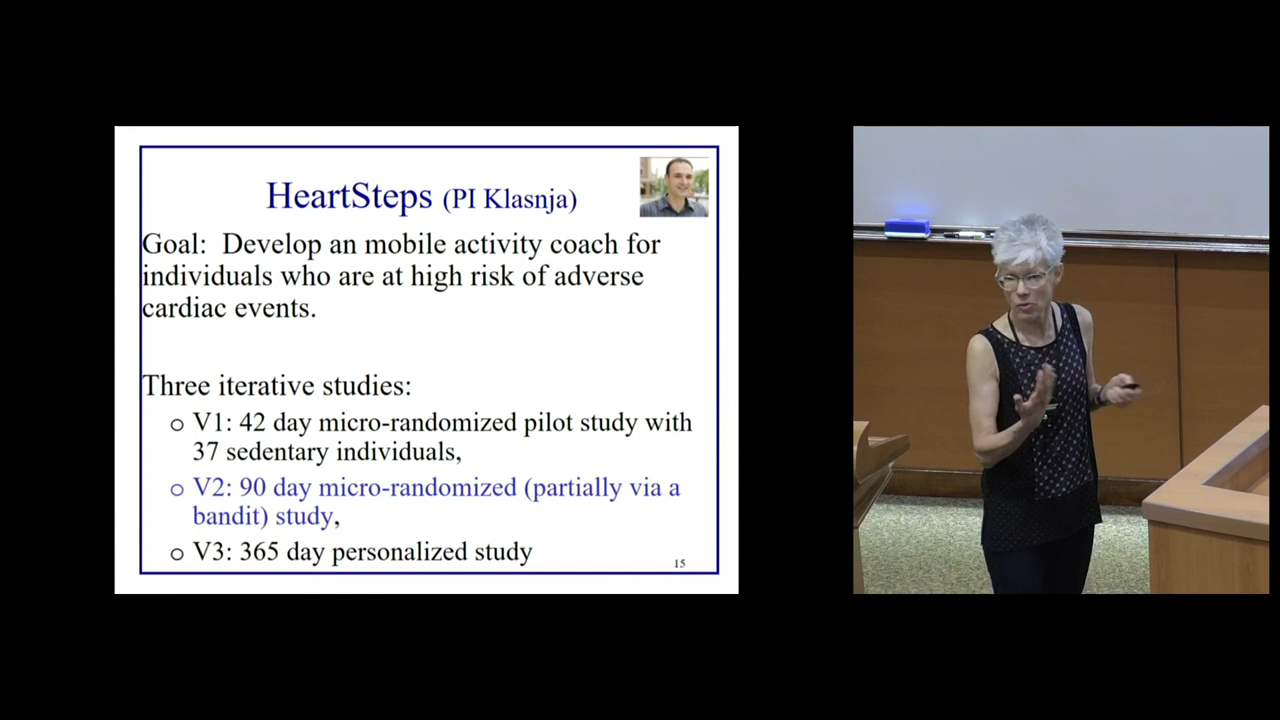 HeartSteps (PI Klasnja)
Goal:  Develop an mobile activity coach for
individuals who are at high risk of adverse
cardiac events.
Three iterative studies:
o V1: 42 day micro-randomized pilot study with
37 sedentary individuals,
o V2: 90 day micro-randomized (partially via a
bandit) study,
o V3: 365 day personalized study
15